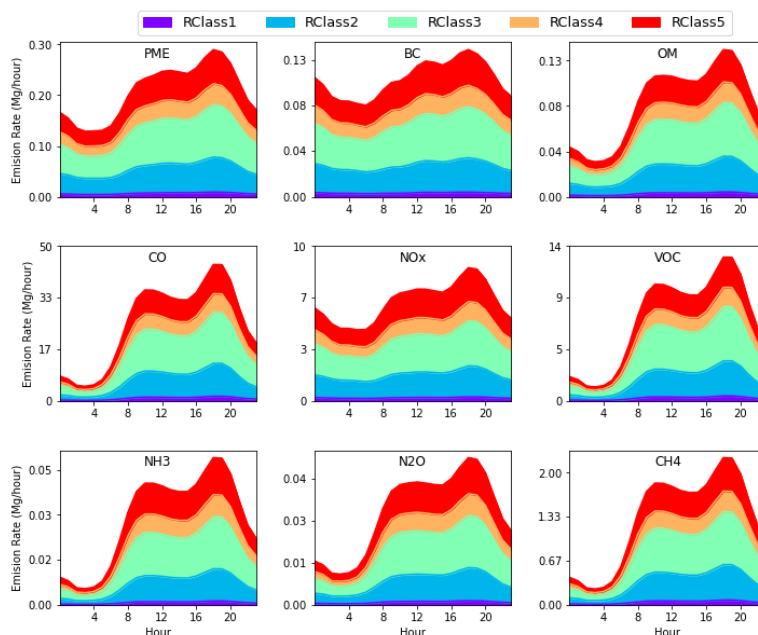 RClass1 RClass2 RClass3 RClass4 RClass5
PME BC OM
Emision Rate (Mg/hour)
0.30 0.20 0.10 0.00
4 8 12 16 20
0.13 0.08 0.04 0.00
4 8 12 16 20
0.13 0.08 0.04 0.00
4 8 12 16 20
CO NOx VOC
Emision Rate (Mg/hour)
50 33 17 0
4 8 12 16 20
10 7 3 0
4 8 12 16 20
14 9 5 0
4 8 12 16 20
NH3 N2O CH4
Emision Rate (Mg/hour)
0.05 0.03 0.02 0.00
4 8 12 16 20
0.04 0.03 0.01 0.00
4 8 12 16 20
2.00 1.33 0.67 0.00
4 8 12 16 20
Hour Hour Hour